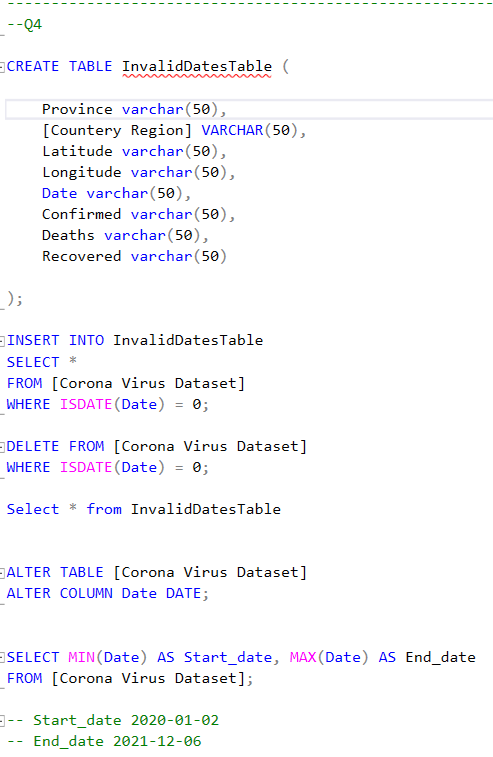 --Q4
CREATE TABLE InvalidDatesTable (
Province varchar(50),
[Countery Region] VARCHAR(50),
Latitude varchar(50),
Longitude varchar(50),
Date varchar(50),
Confirmed varchar(50),
Deaths varchar(50),
Recovered varchar(50)
);
INSERT INTO InvalidDatesTable
SELECT *
FROM [Corona Virus Dataset]
WHERE ISDATE(Date) = 0;
DELETE FROM [Corona Virus Dataset]
WHERE ISDATE(Date) = 0;
Select * from InvalidDatesTable
ALTER TABLE [Corona Virus Dataset]
ALTER COLUMN Date DATE;
SELECT MIN(Date) AS Start_date, MAX(Date) AS End_date
FROM [Corona Virus Dataset];
-- Start_date 2020-01-02
-- End_date 2021-12-06